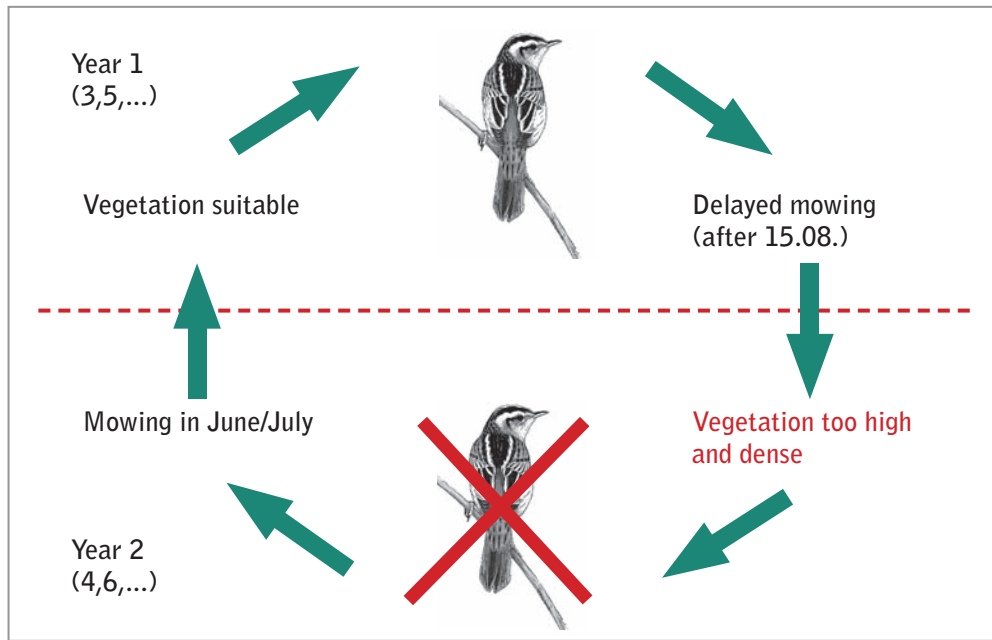 Year 1
(3,5,...)
Vegetation suitable
Delayed mowing
(after 15.08.)
Mowing in June/July
Vegetation too high
and dense
Year 2
(4,6,...)